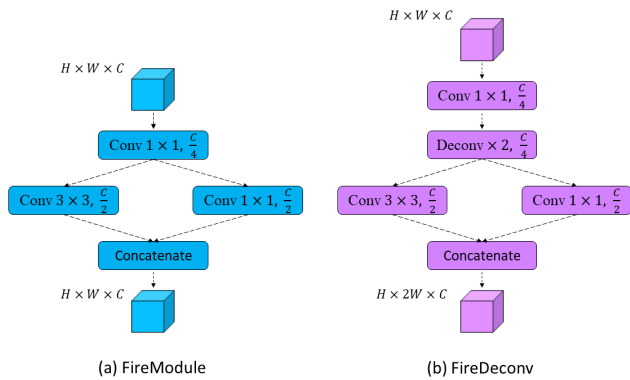 H × W × C
Conv 1 × 1, C/4
Conv 3 × 3, C/2
Conv 1 × 1, C/2
Concatenate
H × W × C
(a) FireModule
H × W × C
Conv 1 × 1, C/4
Deconv × 2, C/4
Conv 3 × 3, C/2
Conv 1 × 1, C/2
Concatenate
H × 2W × C
(b) FireDeconv